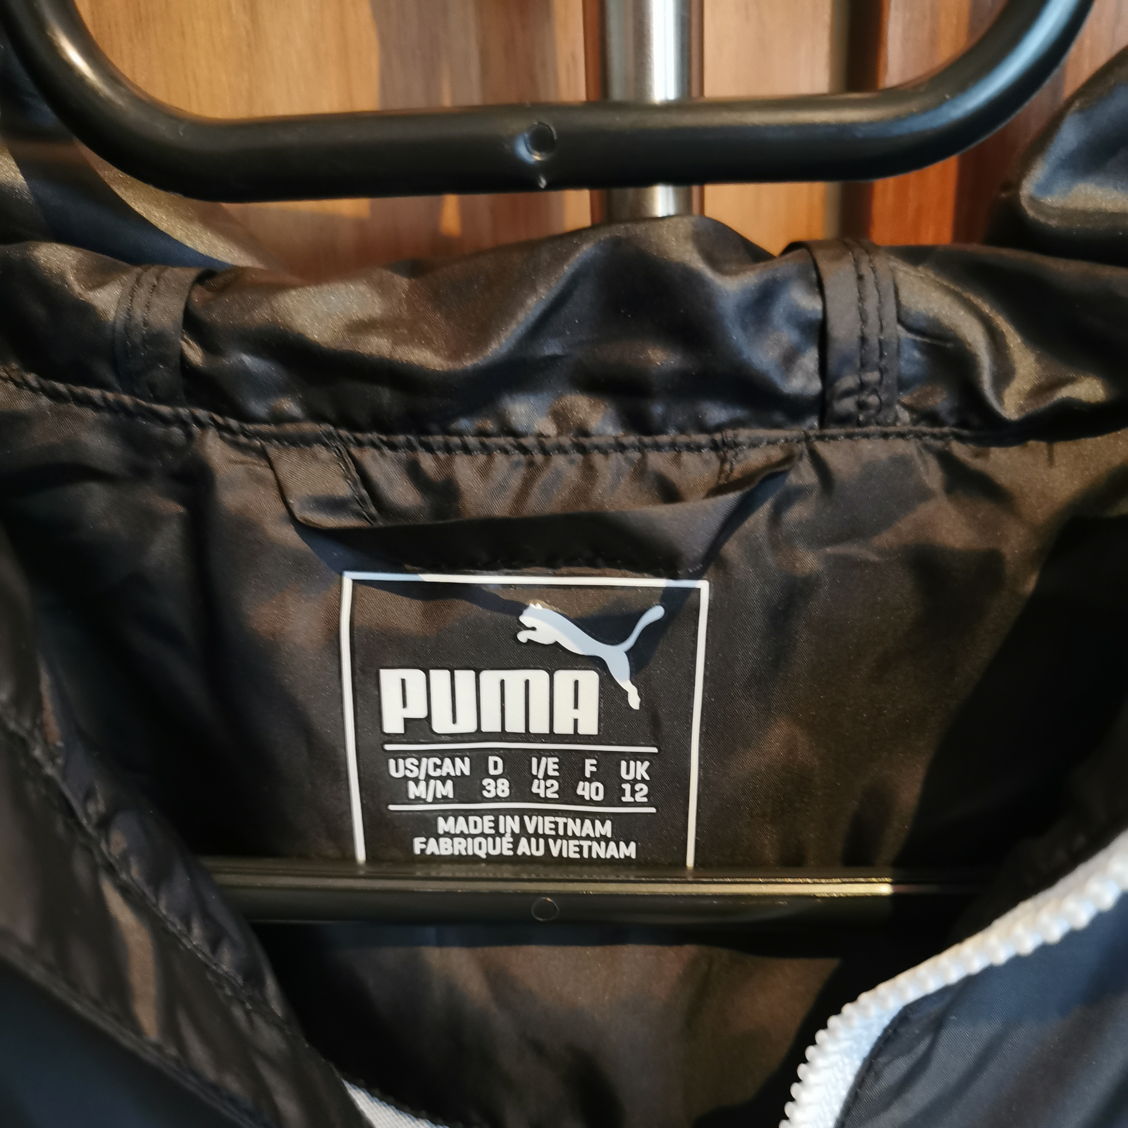 PUMA
US/CAN D I/E F UK
M/M 38 42 40 12
MADE IN VIETNAM
FABRIQUÉ AU VIETNAM